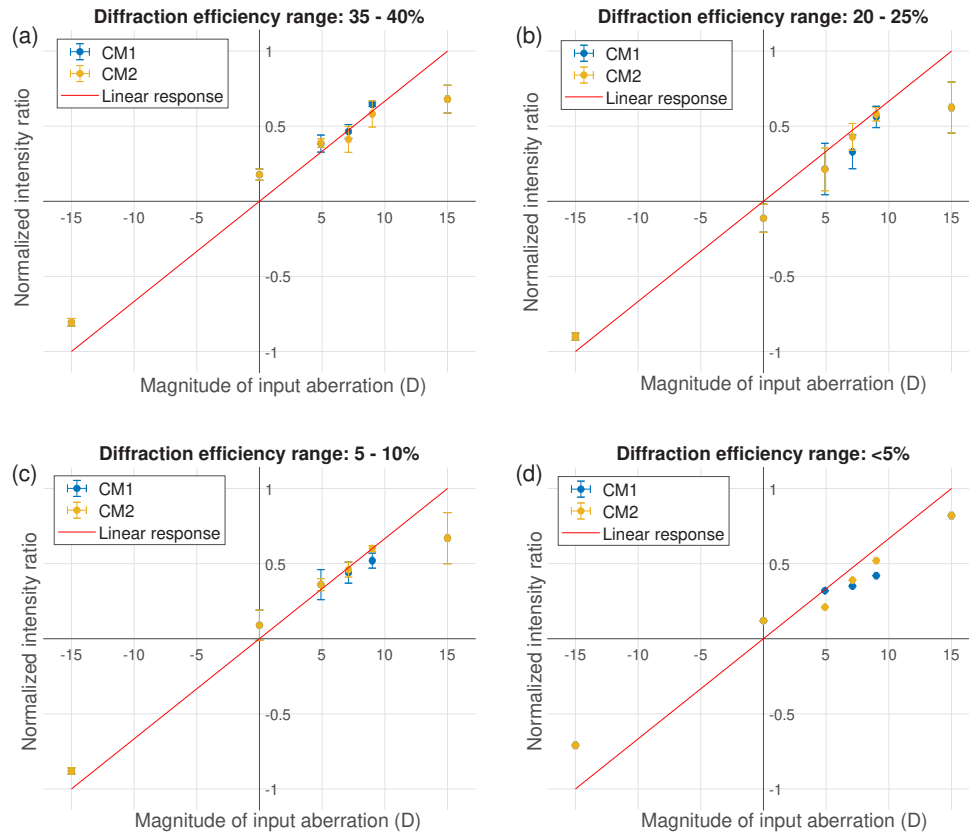 (a)
Diffraction efficiency range: 35 - 40%
CM1
CM2
Linear response
1
0.5
-0.5
-1
-15
-10
-5
5
10
15
Normalized intensity ratio
Magnitude of input aberration (D)
(b)
Diffraction efficiency range: 20 - 25%
CM1
CM2
Linear response
1
0.5
-0.5
-1
-15
-10
-5
5
10
15
Normalized intensity ratio
Magnitude of input aberration (D)
(c)
Diffraction efficiency range: 5 - 10%
CM1
CM2
Linear response
1
0.5
-0.5
-1
-15
-10
-5
5
10
15
Normalized intensity ratio
Magnitude of input aberration (D)
(d)
Diffraction efficiency range: <5%
CM1
CM2
Linear response
1
0.5
-0.5
-1
-15
-10
-5
5
10
15
Normalized intensity ratio
Magnitude of input aberration (D)